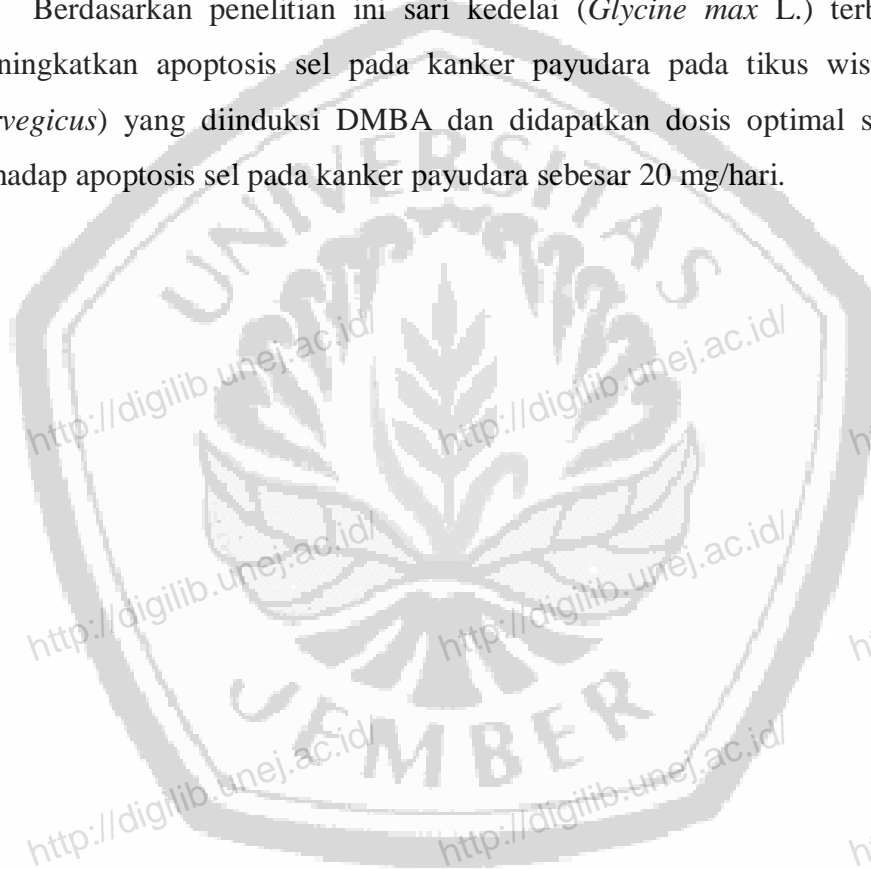 Berdasarkan penelitian ini sari kedelai (Glycine max L.)
ningkatkan apoptosis sel pada kanker payudara pada tikus
yang diinduksi DMBA dan didapatkan dosis optimal
hadap apoptosis sel pada kanker payudara sebesar 20 mg/hari.
UNIVERSITAS
http://digilib.unej.ac.id/ http://digilib.unej.ac.id/
http://digilib.unej.ac.id/ http://digilib.unej.ac.id/
JEMBER
http://digilib.unej.ac.id/ http://digilib.unej.ac.id/